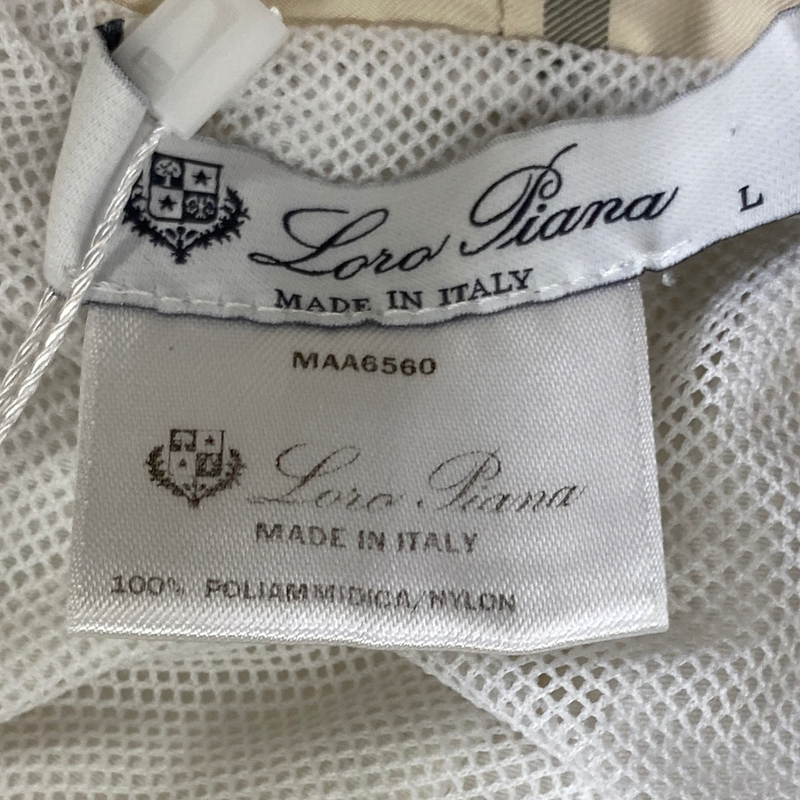 Loro Piana
L
MADE IN ITALY
MAA6560
Loro Piana
MADE IN ITALY
100% POLIAMMIDICA/NYLON